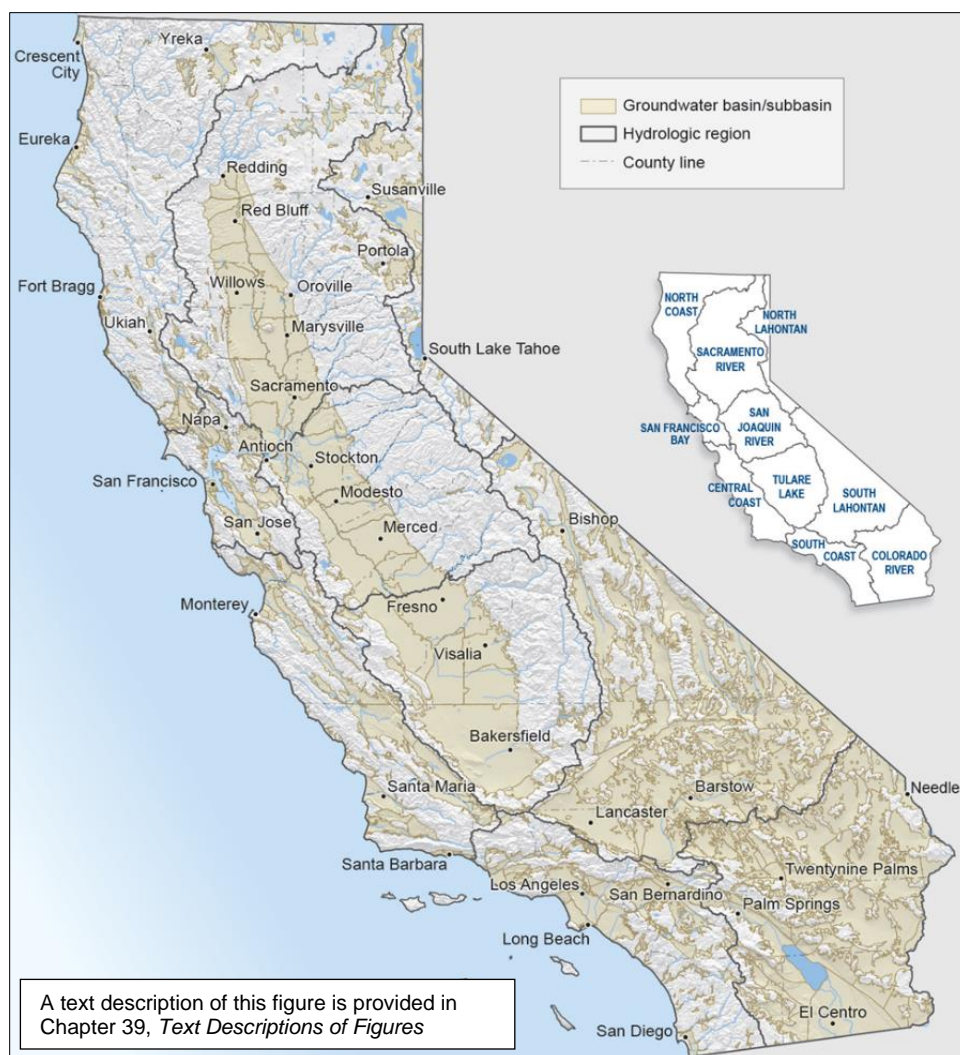 Crescent
City
Yreka
Eureka
Redding
Susanville
Red Bluff
Portola
Fort Bragg
Willows
Oroville
Ukiah
Marysville
South Lake Tahoe
Sacramento
Napa
Antioch
Stockton
San Francisco
Modesto
San Jose
Merced
Bishop
Monterey
Fresno
Visalia
Bakersfield
Santa Maria
Barstow
Needle
Lancaster
Santa Barbara
Twentynine Palms
Los Angeles
San Bernardino
Palm Springs
Long Beach
El Centro
San Diego
Groundwater basin/subbasin
Hydrologic region
County line
NORTH
COAST
NORTH
LAHONTAN
SACRAMENTO
RIVER
SAN FRANCISCO
BAY
SAN
JOAQUIN
RIVER
CENTRAL
COAST
TULARE
LAKE
SOUTH
LAHONTAN
SOUTH
COAST
COLORADO
RIVER
A text description of this figure is provided in
Chapter 39, Text Descriptions of Figures